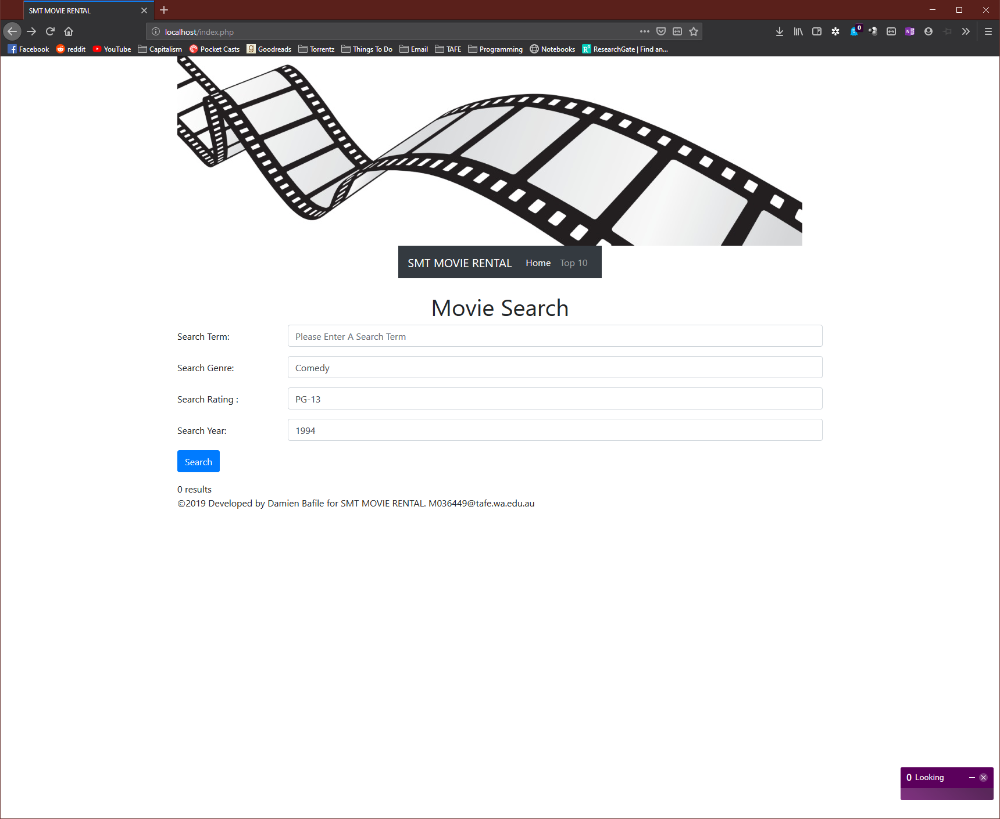 SMT MOVIE RENTAL
localhost/index.php
0
N
Facebook reddit YouTube Capitalism Pocket Casts g Goodreads Torrentz Things To Do Email TAFE Programming Notebooks RG ResearchGate | Find an...
SMT MOVIE RENTAL Home Top 10
Movie Search
Search Term: Please Enter A Search Term
Search Genre: Comedy
Search Rating : PG-13
Search Year: 1994
Search
0 results
©2019 Developed by Damien Bafile for SMT MOVIE RENTAL. M036449@tafe.wa.edu.au
0 Looking